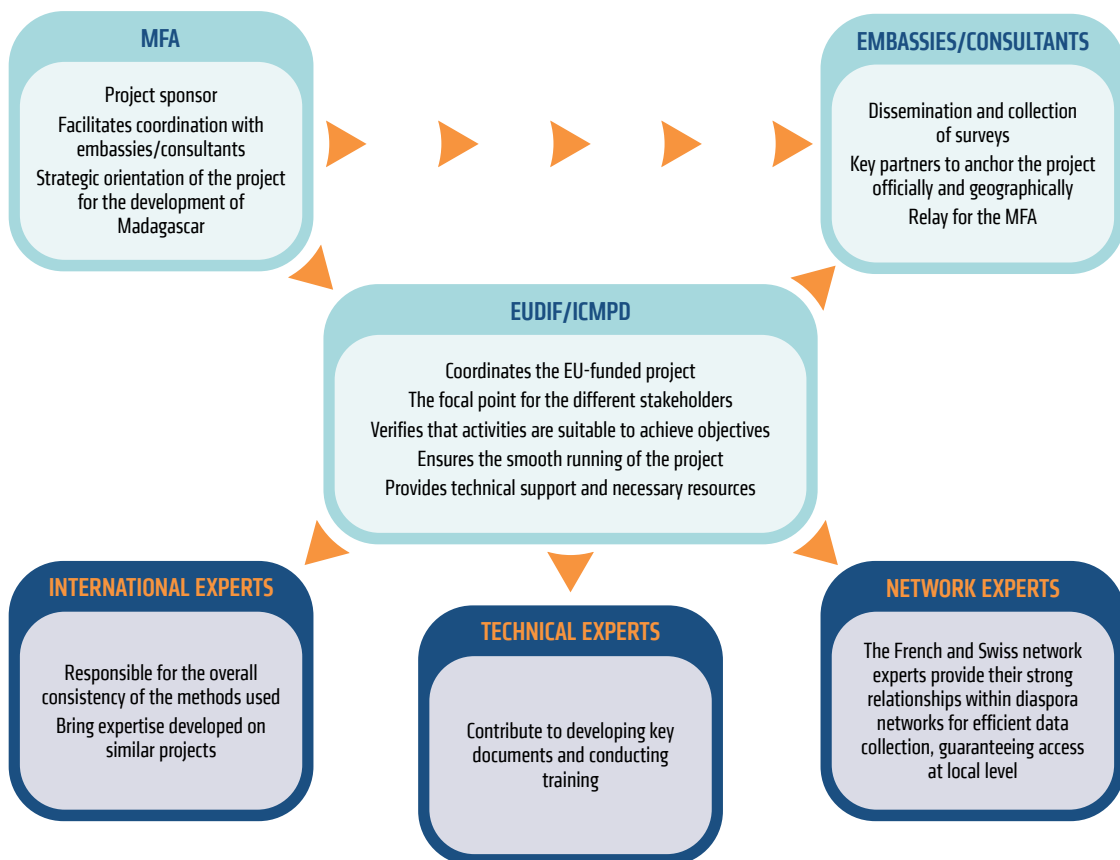 MFA
Project sponsor
Facilitates coordination with
embassies/consultants
Strategic orientation of the project
for the development of
Madagascar
EMBASSIES/CONSULTANTS
Dissemination and collection
of surveys
Key partners to anchor the project
officially and geographically
Relay for the MFA
EUDIF/ICMPD
Coordinates the EU-funded project
The focal point for the different stakeholders
Verifies that activities are suitable to achieve objectives
Ensures the smooth running of the project
Provides technical support and necessary resources
INTERNATIONAL EXPERTS
Responsible for the overall
consistency of the methods used
Bring expertise developed on
similar projects
TECHNICAL EXPERTS
Contribute to developing key
documents and conducting
training
NETWORK EXPERTS
The French and Swiss network
experts provide their strong
relationships within diaspora
networks for efficient data
collection, guaranteeing access
at local level